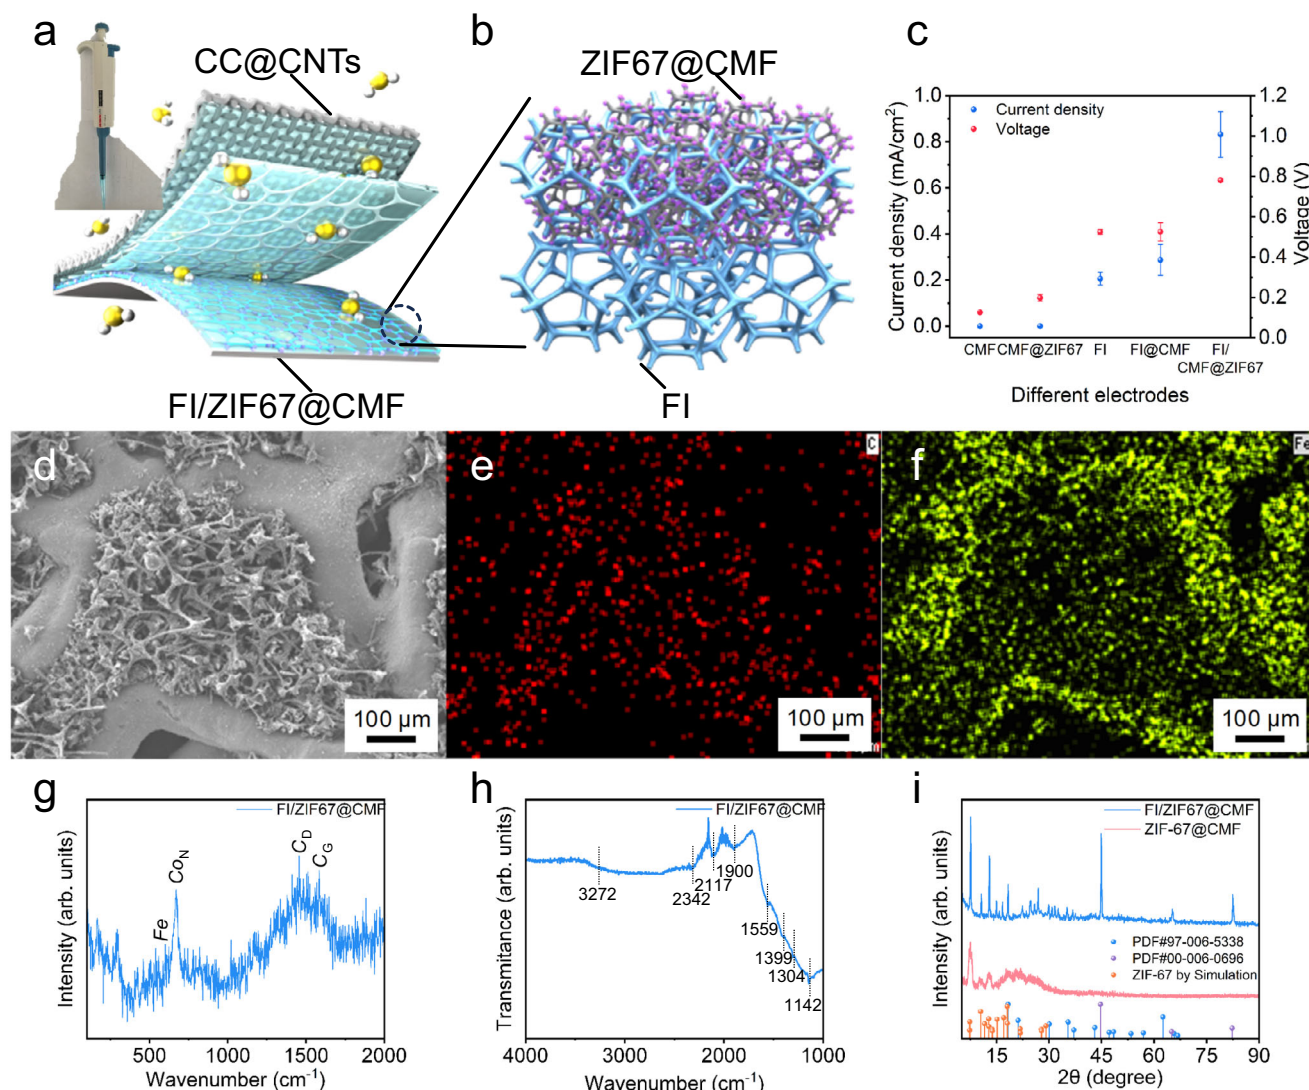 a
CC@CNTs
FI/ZIF67@CMF
b
ZIF67@CMF
FI
c
Current density (mA/cm²)
1.0
0.8
0.6
0.4
0.2
0.0
Current density
Voltage
1.2
1.0
0.8
0.6
0.4
0.2
0.0
Voltage (V)
CMF
CMF@ZIF67
FI
FI@CMF
FI/
CMF@ZIF67
Different electrodes
d
100 µm
e
C
100 µm
f
Fe
100 µm
g
Intensity (arb. units)
FI/ZIF67@CMF
Fe
Co_N
C_D
C_G
500
1000
1500
2000
Wavenumber (cm⁻¹)
h
Transmitance (arb. units)
FI/ZIF67@CMF
3272
2342
2117
1900
1559
1399
1304
1142
4000
3000
2000
1000
Wavenumber (cm⁻¹)
i
Intensity (arb. units)
FI/ZIF67@CMF
ZIF-67@CMF
PDF#97-006-5338
PDF#00-006-0696
ZIF-67 by Simulation
15
30
45
60
75
90
2θ (degree)